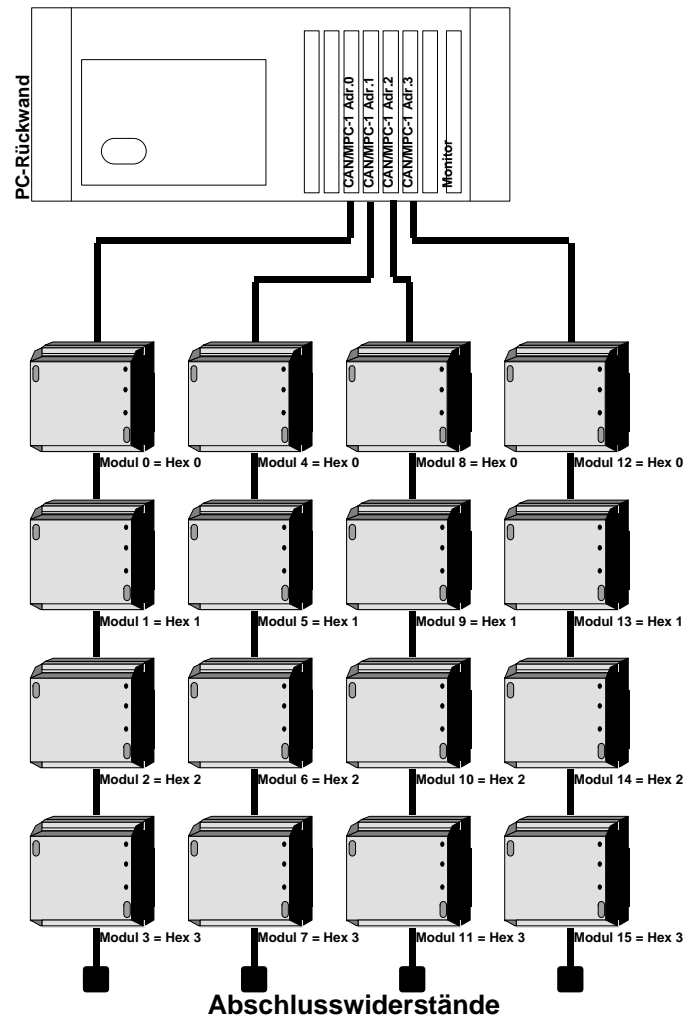 PC-Rückwand
CAN/MPC-1 Adr.0
CAN/MPC-1 Adr.1
CAN/MPC-1 Adr.2
CAN/MPC-1 Adr.3
Monitor
Modul 0 = Hex 0
Modul 4 = Hex 0
Modul 8 = Hex 0
Modul 12 = Hex 0
Modul 1 = Hex 1
Modul 5 = Hex 1
Modul 9 = Hex 1
Modul 13 = Hex 1
Modul 2 = Hex 2
Modul 6 = Hex 2
Modul 10 = Hex 2
Modul 14 = Hex 2
Modul 3 = Hex 3
Modul 7 = Hex 3
Modul 11 = Hex 3
Modul 15 = Hex 3
Abschlusswiderstände